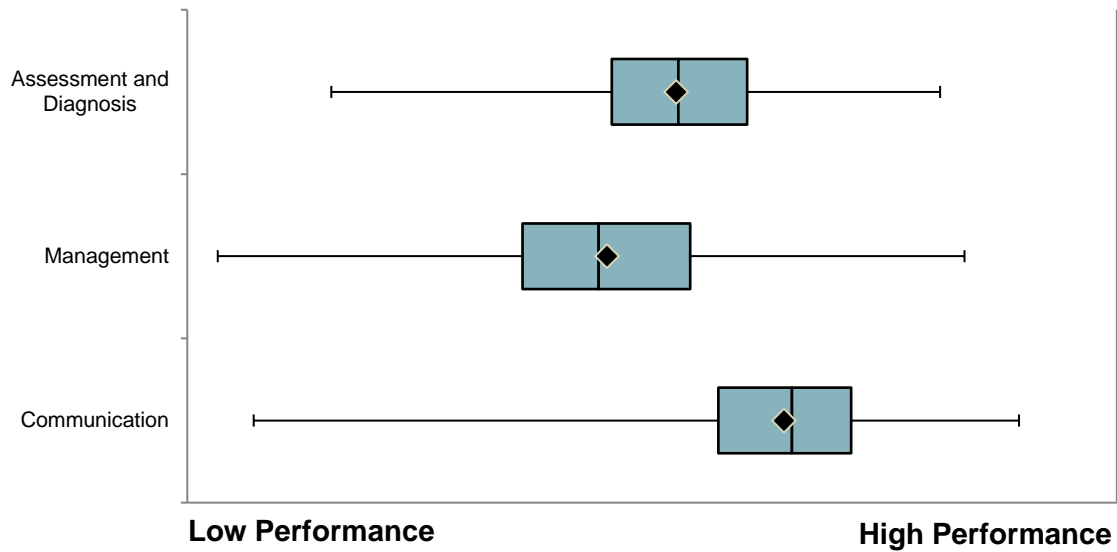 Assessment and
Diagnosis
Management
Communication
Low Performance
High Performance